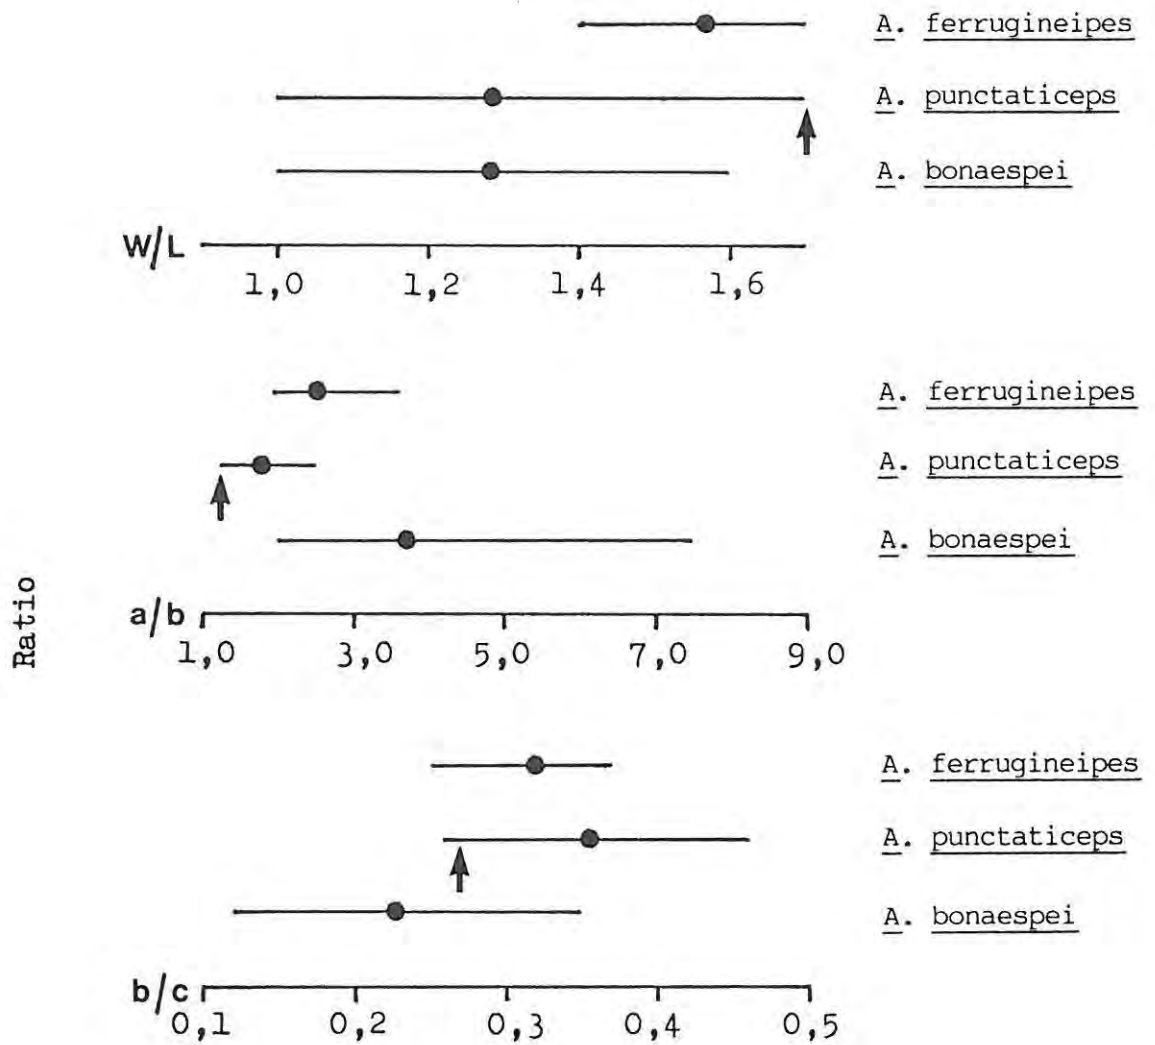 A. ferrugineipes
A. punctaticeps
A. bonaespei
W/L
1,0 1,2 1,4 1,6
A. ferrugineipes
A. punctaticeps
A. bonaespei
Ratio
a/b
1,0 3,0 5,0 7,0 9,0
A. ferrugineipes
A. punctaticeps
A. bonaespei
b/c
0,1 0,2 0,3 0,4 0,5